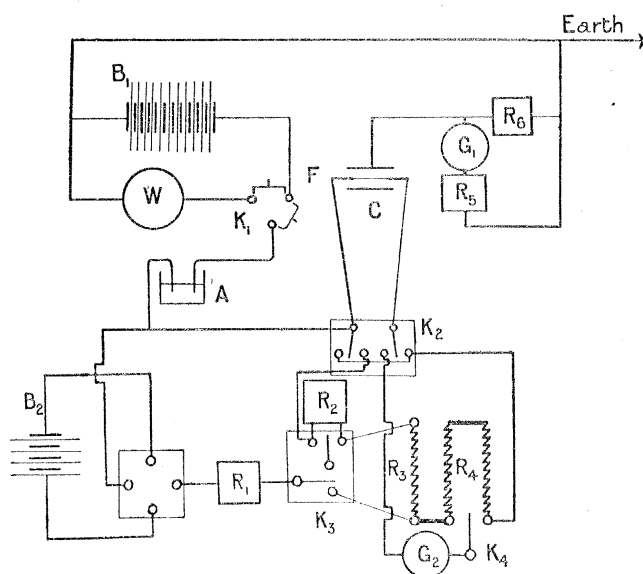 Earth
B₁
R₆
G₁
F
W
R₅
C
K₁
A
K₂
B₂
R₂
R₃
R₄
R₁
K₃
G₂
K₄